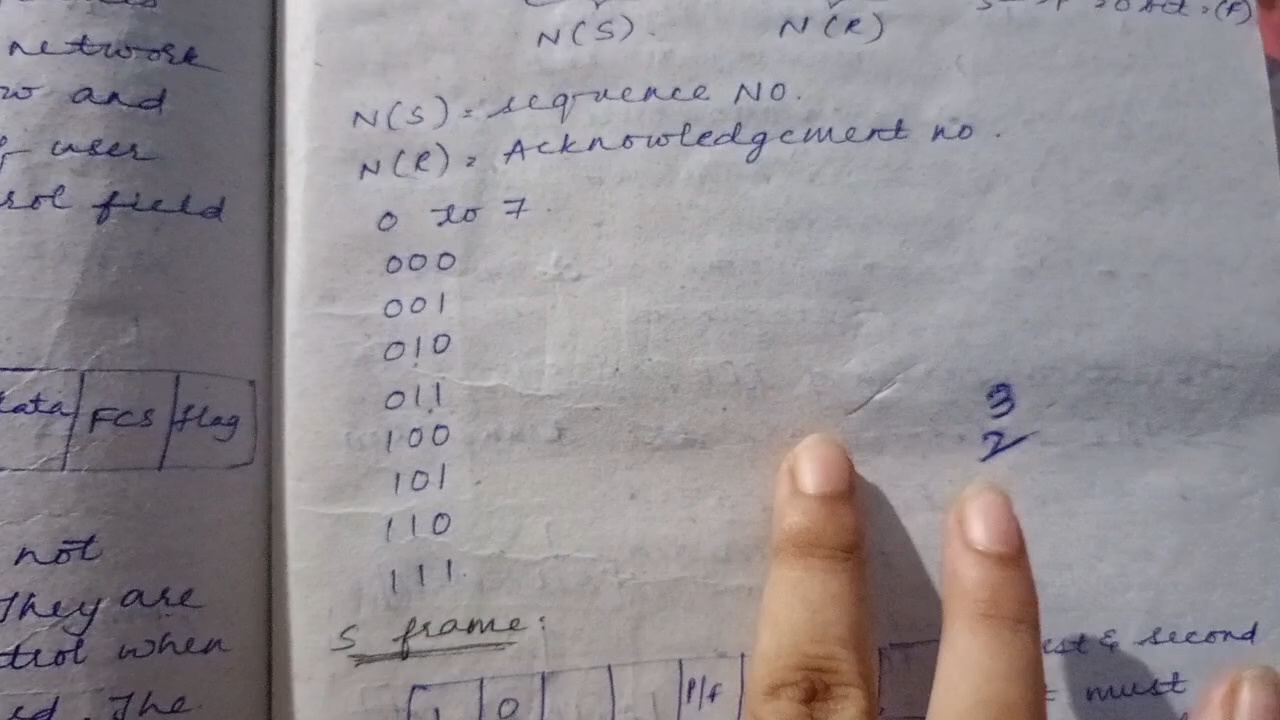 network
and
user
field
data FCS flag
not
They are
when
The
N(S). N(R)
N(S) = sequence NO.
N(R) = Acknowledgement no.
0 to 7.
000
001
010
011
100
101
110
111.
3
2
S frame:
1 0 P/F
& second
must